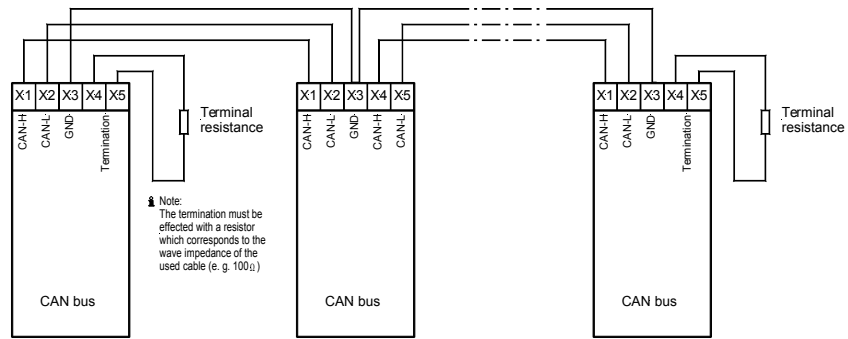 X1 X2 X3 X4 X5
CAN-H
CAN-L
GND
Termination
Terminal
resistance
Note:
The termination must be
effected with a resistor
which corresponds to the
wave impedance of the
used cable (e. g. 100Ω)
CAN bus
X1 X2 X3 X4 X5
CAN-H
CAN-L
GND
CAN-H
CAN-L
CAN bus
X1 X2 X3 X4 X5
CAN-H
CAN-L
GND
Termination
Terminal
resistance
CAN bus